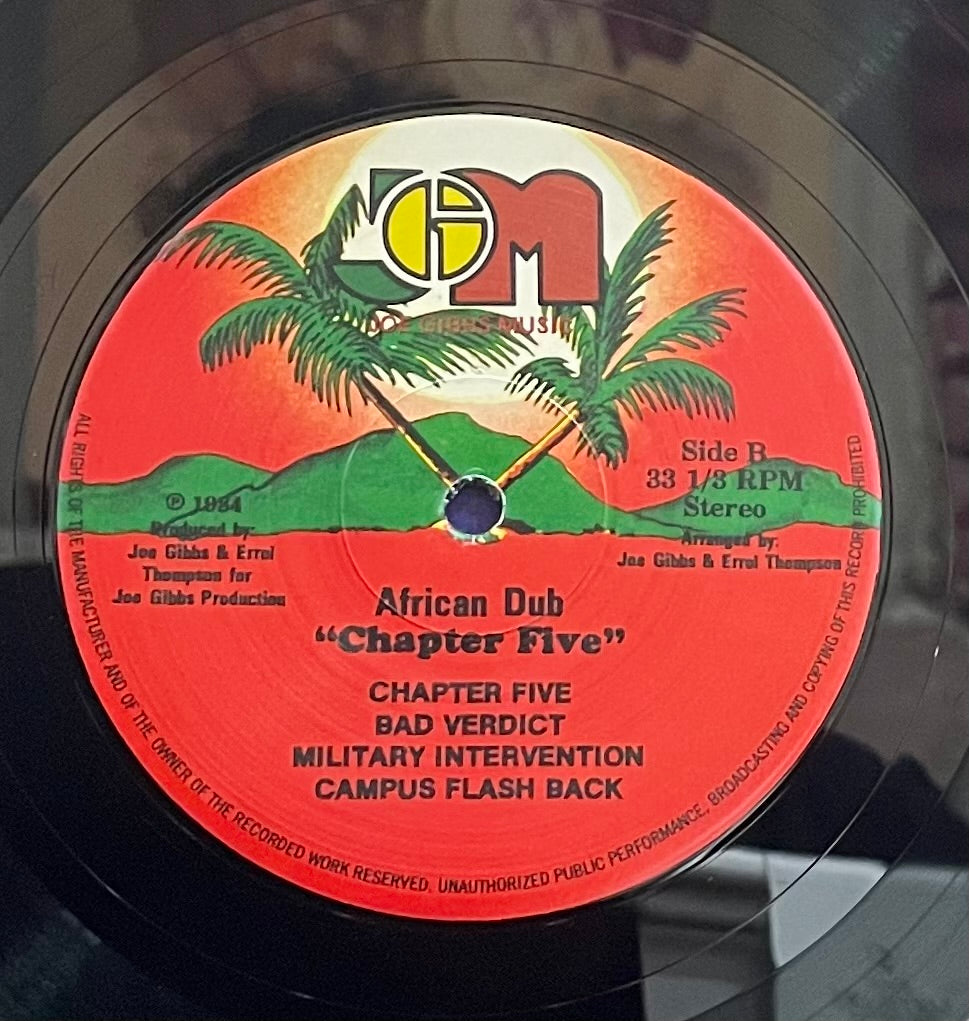 JGM
JOE GIBBS MUSIC
Side B
33 1/3 RPM
Stereo
Arranged by:
Joe Gibbs & Errol Thompson
℗ 1984
Produced by:
Joe Gibbs & Errol
Thompson for
Joe Gibbs Production
African Dub
“Chapter Five”
CHAPTER FIVE
BAD VERDICT
MILITARY INTERVENTION
CAMPUS FLASH BACK
ALL RIGHTS OF THE MANUFACTURER AND OF THE OWNER OF THE RECORDED WORK RESERVED. UNAUTHORIZED PUBLIC PERFORMANCE, BROADCASTING AND COPYING OF THIS RECORD PROHIBITED